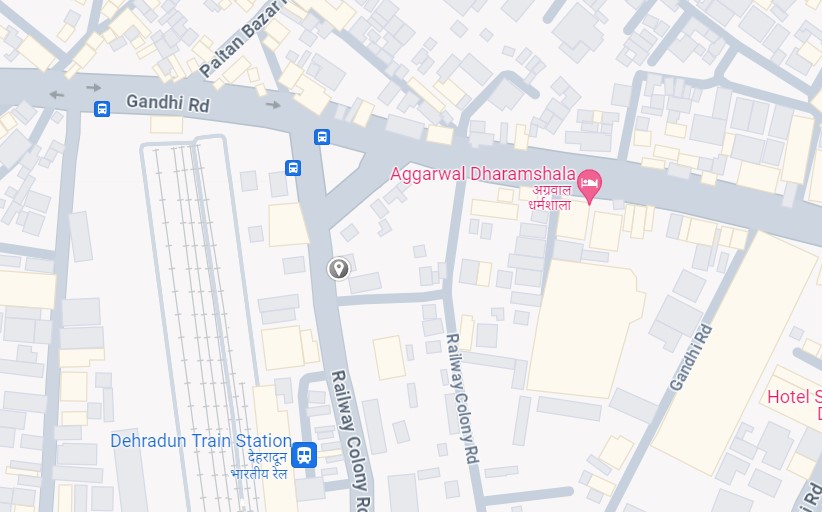 Paltan Bazar
Gandhi Rd
Aggarwal Dharamshala
अग्रवाल
धर्मशाला
Gandhi Rd
Railway Colony Rd
Railway Colony Rd
Hotel S
D
Dehradun Train Station
देहरादून
भारतीय रेल
Rd